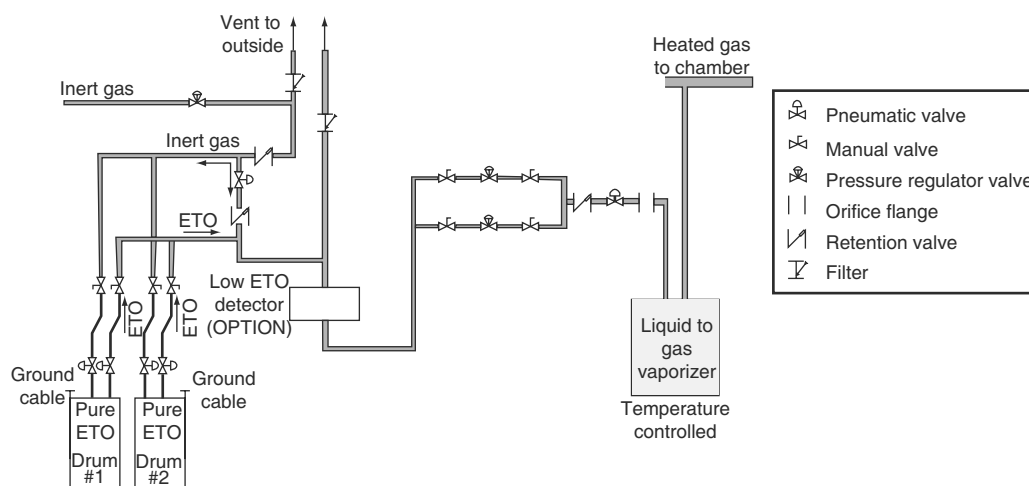 Vent to
outside
Inert gas
Inert gas
ETO
ETO
ETO
Low ETO
detector
(OPTION)
Ground
cable
Ground
cable
Pure
ETO
Drum
#1
Pure
ETO
Drum
#2
Heated gas
to chamber
Liquid to
gas
vaporizer
Temperature
controlled
Pneumatic valve
Manual valve
Pressure regulator valve
Orifice flange
Retention valve
Filter